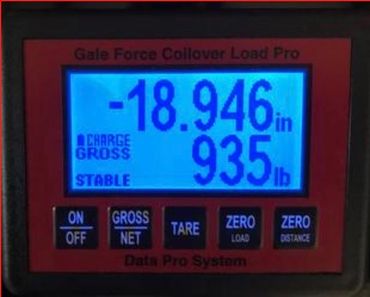 Gale Force Coilover Load Pro
-18.946in
CHARGE
GROSS
935lb
STABLE
ON
OFF
GROSS
NET
TARE
ZERO
LOAD
ZERO
DISTANCE
Data Pro System